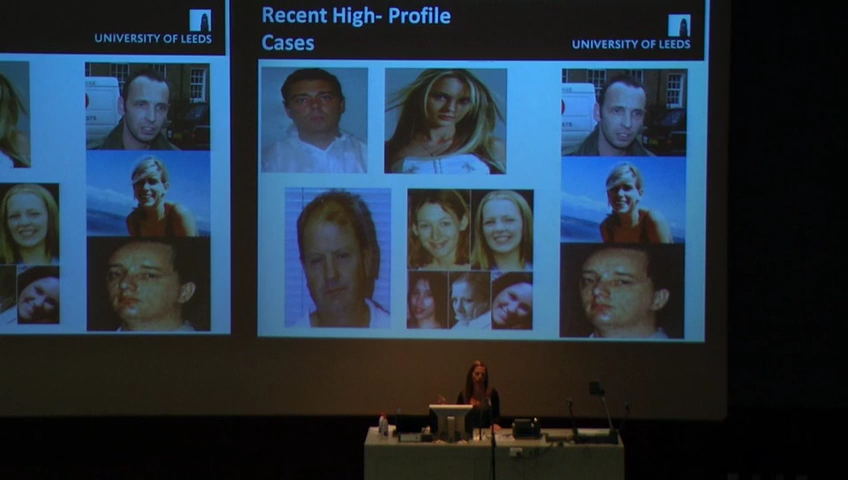 UNIVERSITY OF LEEDS
Recent High- Profile
Cases
UNIVERSITY OF LEEDS